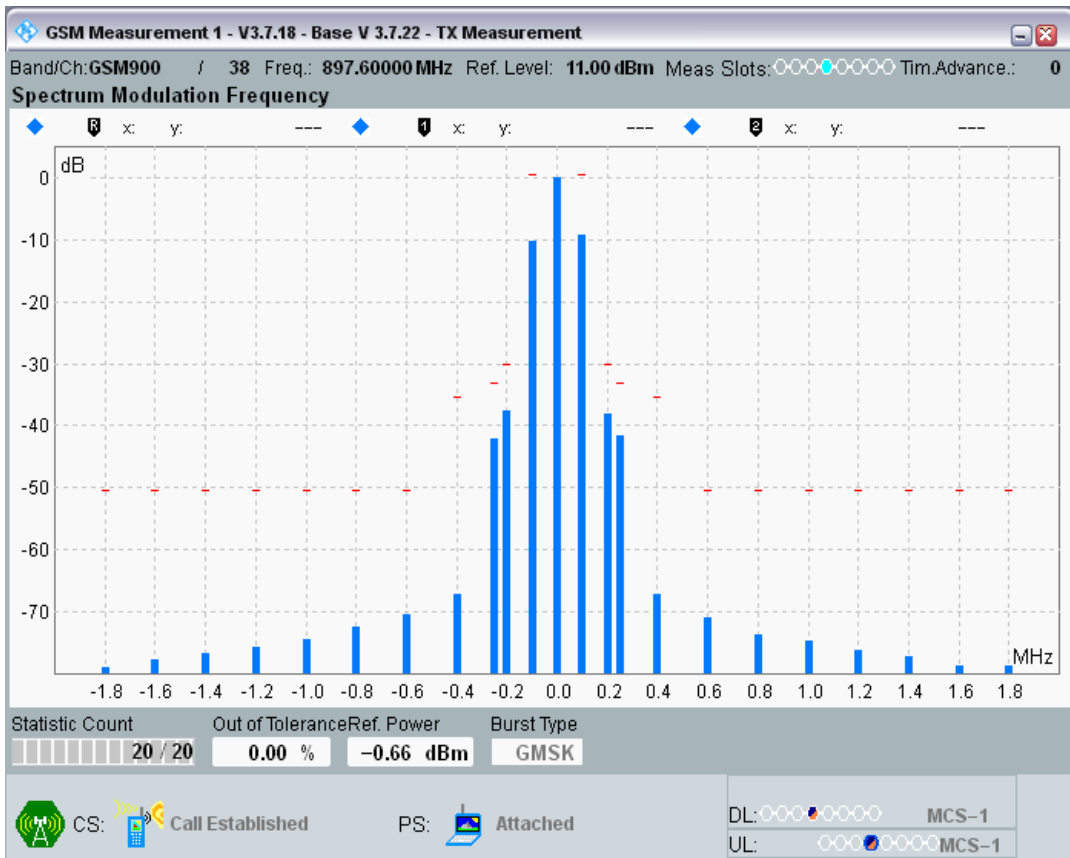 GSM Measurement 1 - V3.7.18 - Base V 3.7.22 - TX Measurement
Band/Ch:GSM900 / 38 Freq.: 897.60000 MHz Ref. Level: 11.00 dBm Meas Slots: Tim.Advance.: 0
Spectrum Modulation Frequency
R x: y: --- 1 x: y: --- 2 x: y: ---
dB
0
-10
-20
-30
-40
-50
-60
-70
MHz
-1.8 -1.6 -1.4 -1.2 -1.0 -0.8 -0.6 -0.4 -0.2 0.0 0.2 0.4 0.6 0.8 1.0 1.2 1.4 1.6 1.8
Statistic Count Out of Tolerance Ref. Power Burst Type
20 / 20 0.00 % −0.66 dBm GMSK
CS: Call Established PS: Attached DL: MCS−1
UL: MCS−1